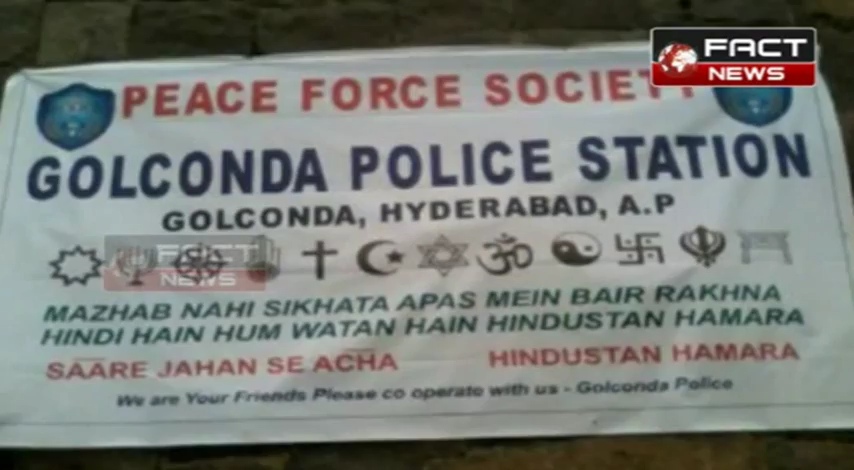 FACT
NEWS
PEACE FORCE SOCIETY
GOLCONDA POLICE STATION
GOLCONDA, HYDERABAD, A.P
FACT
NEWS
MAZHAB NAHI SIKHATA APAS MEIN BAIR RAKHNA
HINDI HAIN HUM WATAN HAIN HINDUSTAN HAMARA
SAARE JAHAN SE ACHA HINDUSTAN HAMARA
We are Your Friends Please co operate with us - Golconda Police